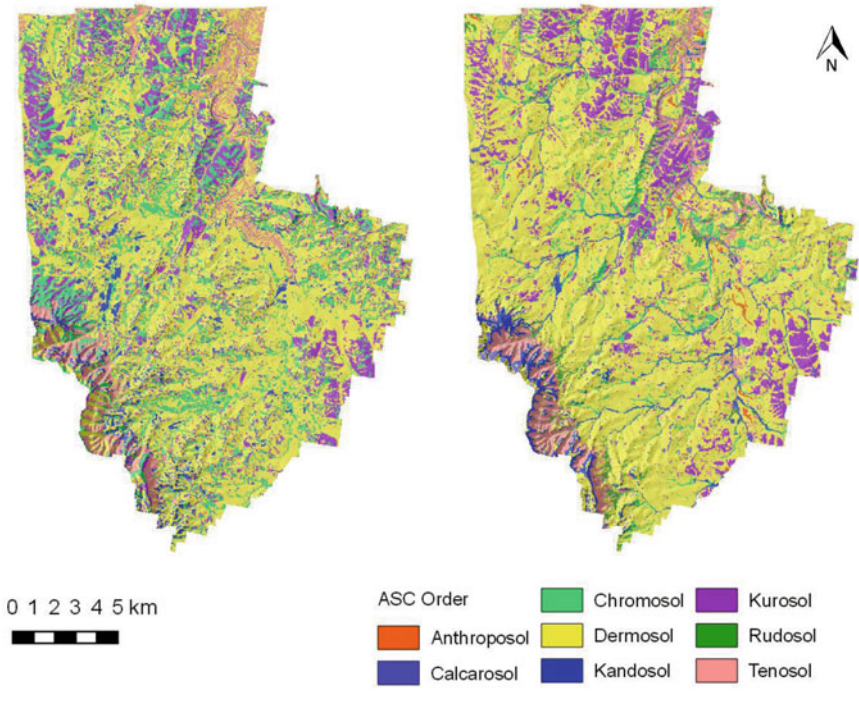 N
0 1 2 3 4 5 km
ASC Order
Anthroposol
Calcarosol
Chromosol
Dermosol
Kandosol
Kurosol
Rudosol
Tenosol